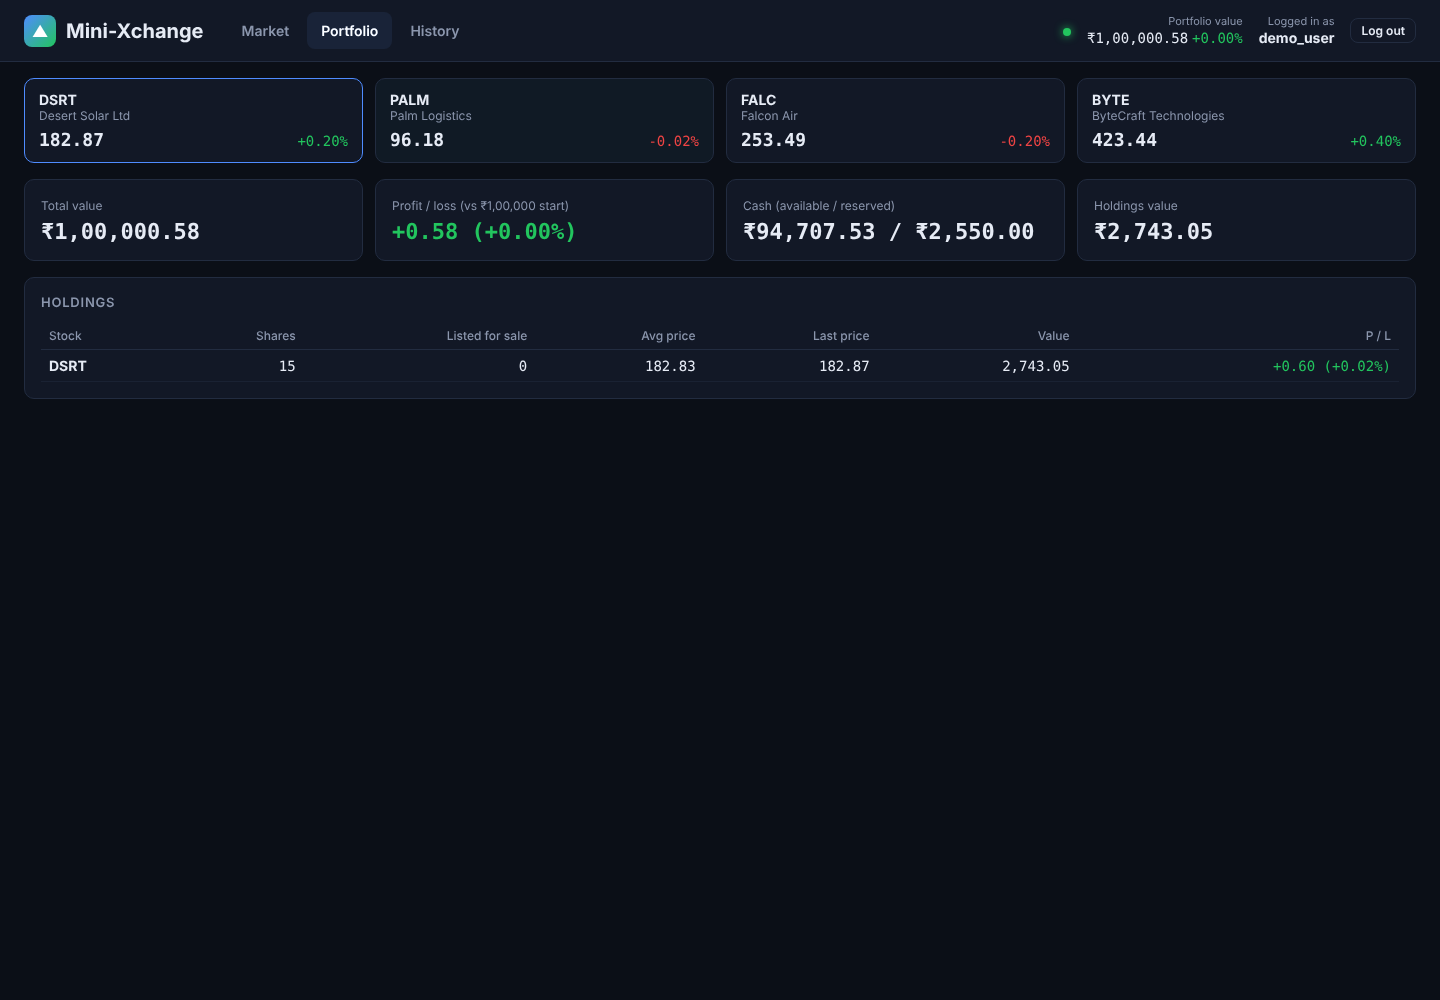 Mini-Xchange Market Portfolio History
Portfolio value Logged in as
₹1,00,000.58 +0.00% demo_user Log out
DSRT
Desert Solar Ltd
182.87 +0.20%
PALM
Palm Logistics
96.18 -0.02%
FALC
Falcon Air
253.49 -0.20%
BYTE
ByteCraft Technologies
423.44 +0.40%
Total value
₹1,00,000.58
Profit / loss (vs ₹1,00,000 start)
+0.58 (+0.00%)
Cash (available / reserved)
₹94,707.53 / ₹2,550.00
Holdings value
₹2,743.05
HOLDINGS
Stock Shares Listed for sale Avg price Last price Value P / L
DSRT 15 0 182.83 182.87 2,743.05 +0.60 (+0.02%)